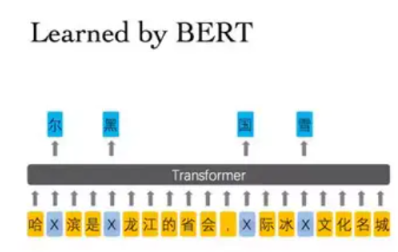 Learned by BERT
尔 黑 国 雪
Transformer
哈 X 滨 是 X 龙 江 的 省 会 , X 际 冰 X 文 化 名 城